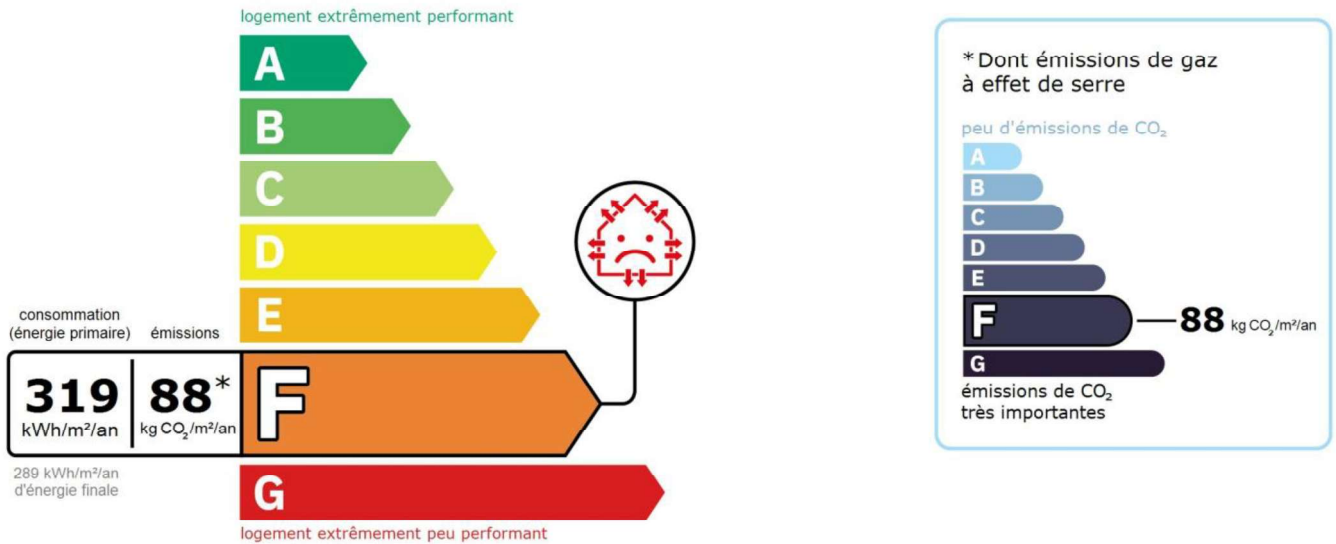 logement extrêmement performant
A
B
C
D
E
consommation
(énergie primaire)
émissions
319
kWh/m²/an
88*
kg CO₂/m²/an
F
289 kWh/m²/an
d'énergie finale
G
logement extrêmement peu performant
*Dont émissions de gaz
à effet de serre
peu d'émissions de CO₂
A
B
C
D
E
F
88 kg CO₂/m²/an
G
émissions de CO₂
très importantes